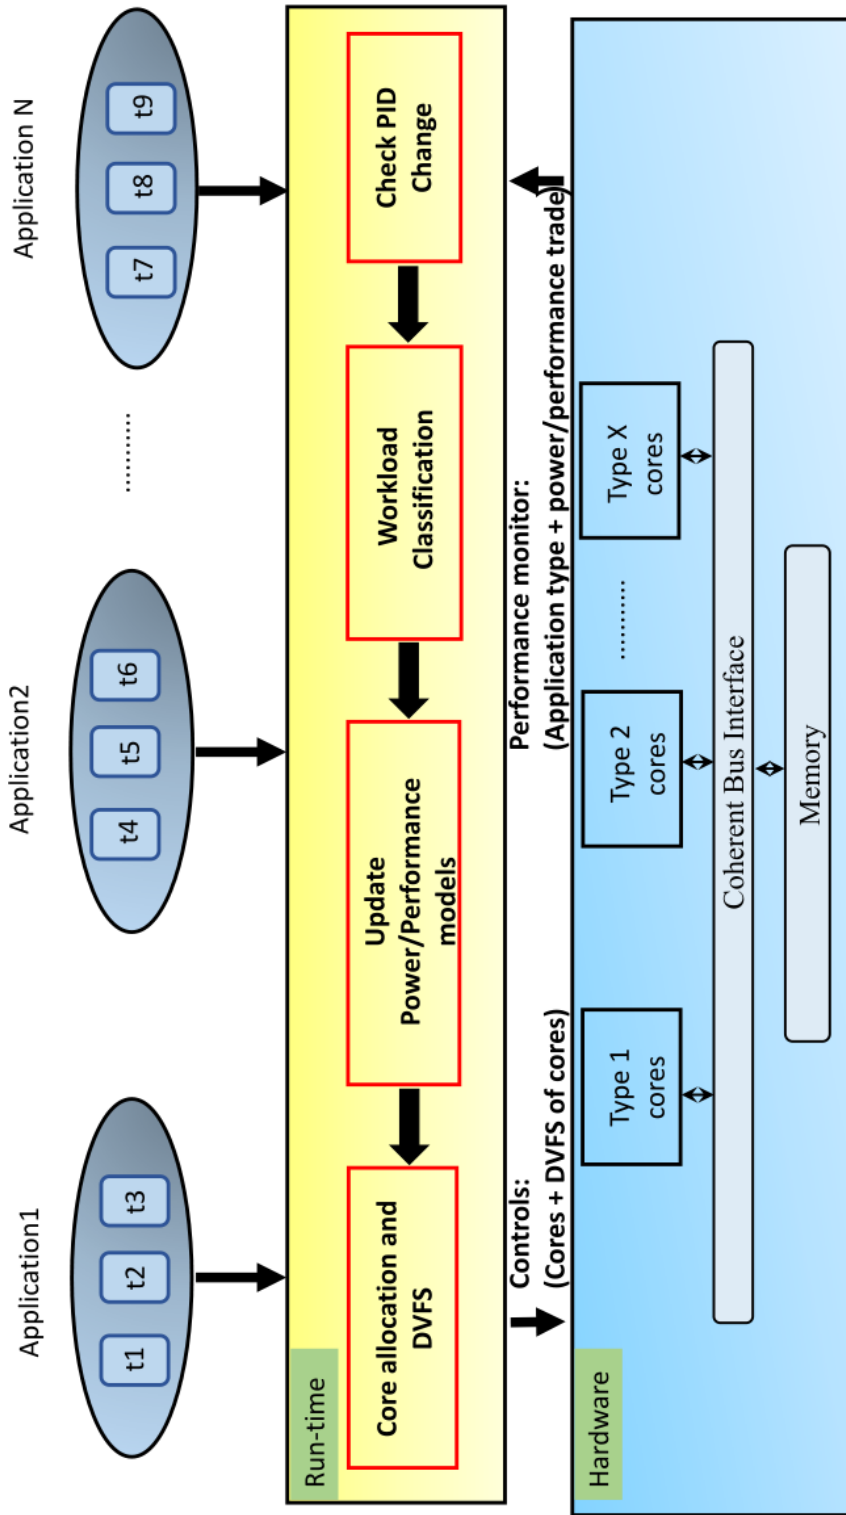 Application1
Application2
..........
Application N
t1
t2
t3
t4
t5
t6
t7
t8
t9
Run-time
Core allocation and
DVFS
Update
Power/Performance
models
Workload
Classification
Check PID
Change
Controls:
(Cores + DVFS of cores)
Performance monitor:
(Application type + power/performance trade)
Hardware
Type 1
cores
Type 2
cores
..........
Type X
cores
Coherent Bus Interface
Memory